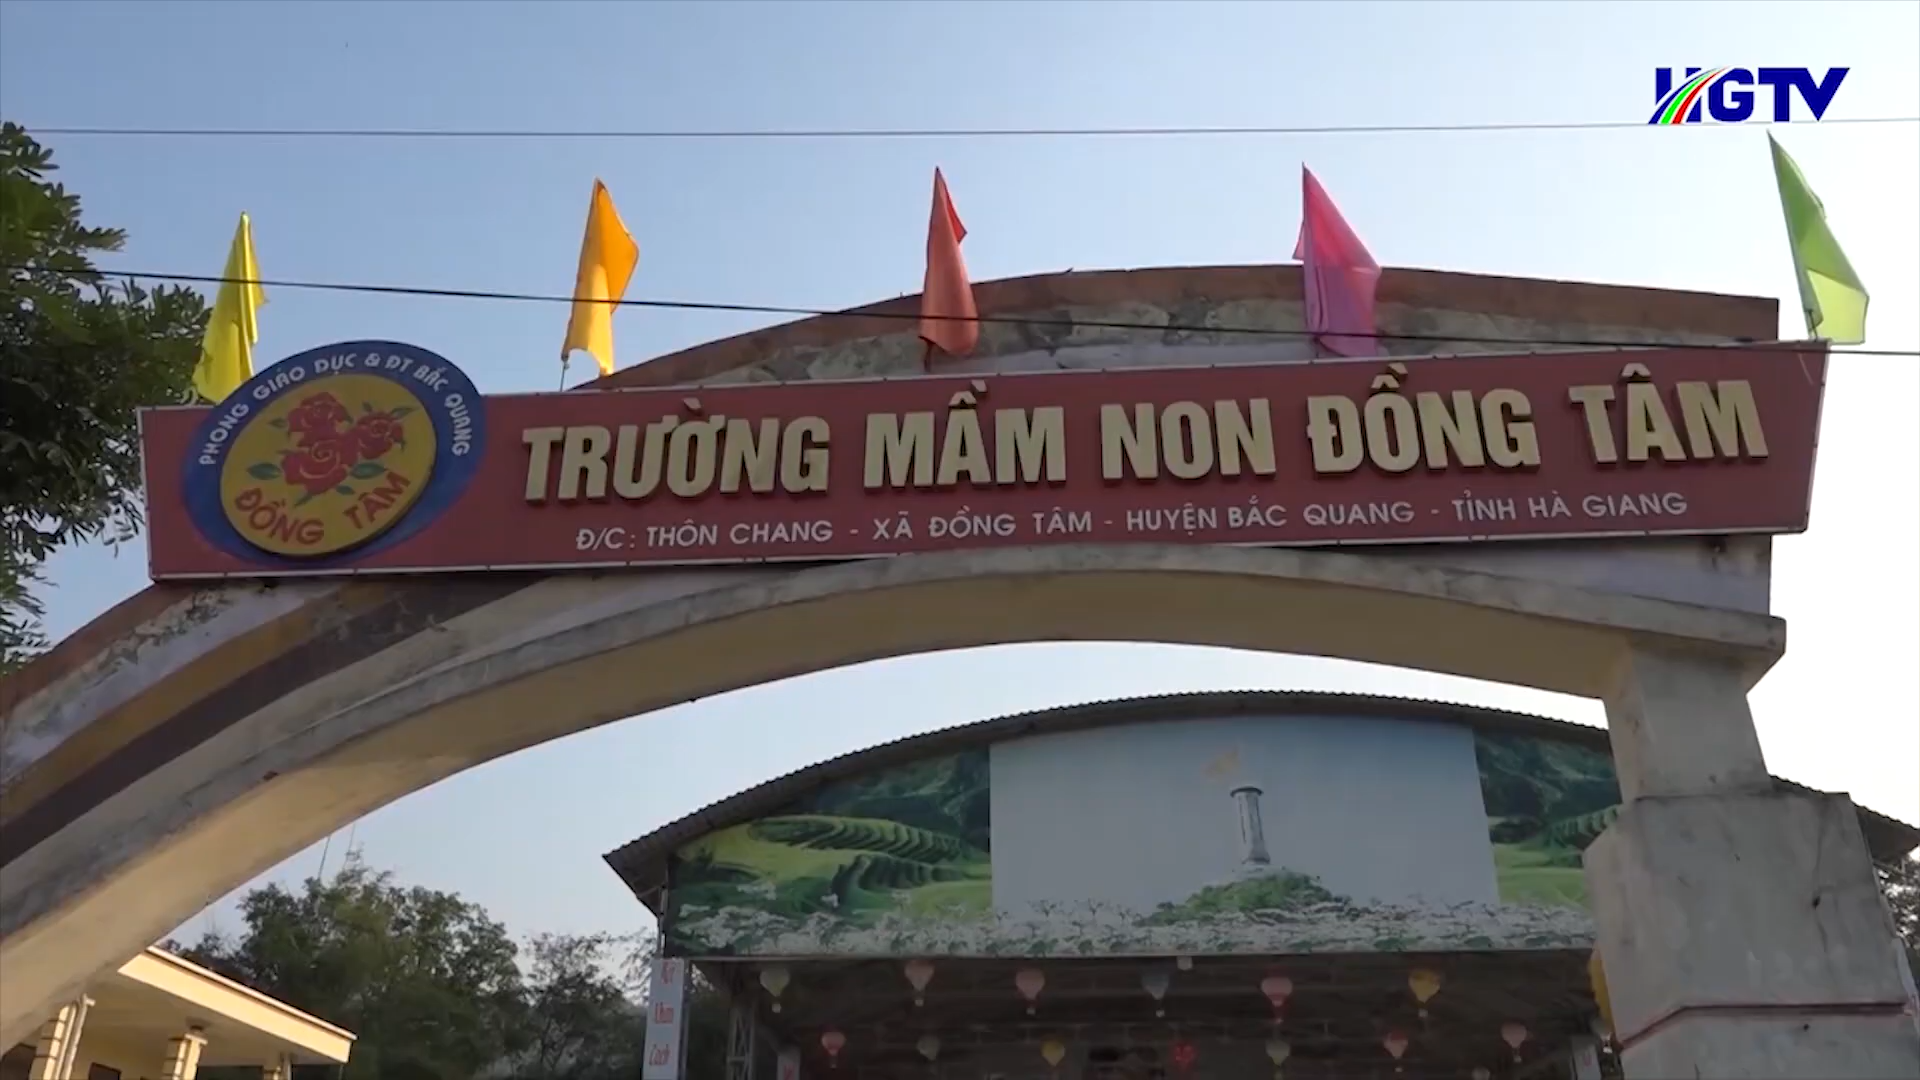 HGTV
PHÒNG GIÁO DỤC & ĐT BẮC QUANG
ĐỒNG TÂM
TRƯỜNG MẦM NON ĐỒNG TÂM
Đ/C: THÔN CHANG - XÃ ĐỒNG TÂM - HUYỆN BẮC QUANG - TỈNH HÀ GIANG